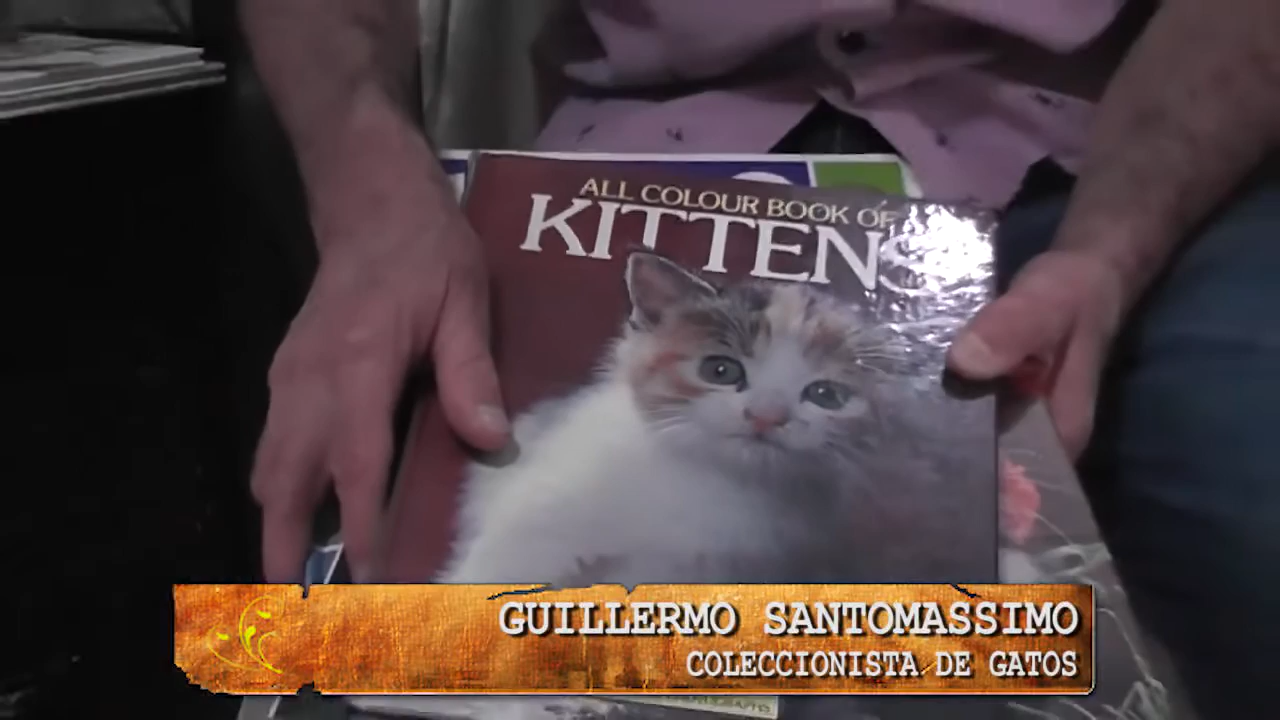 ALL COLOUR BOOK OF
KITTENS
GUILLERMO SANTOMASSIMO
COLECCIONISTA DE GATOS